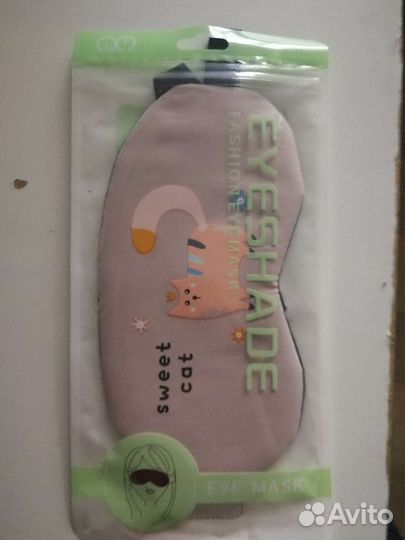 EYESHADE
FASHION EYEMASK
sweet
cat
EYE MASK
Avito